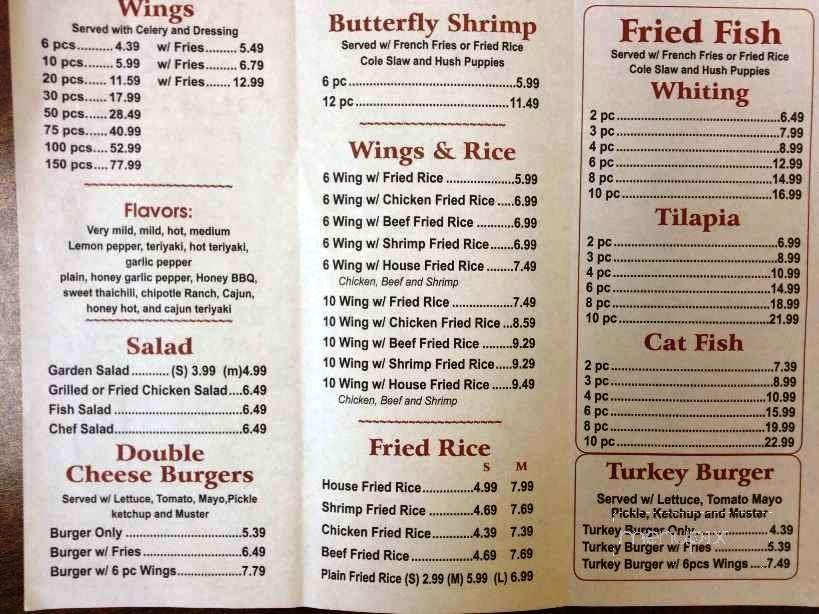 Wings
Served with Celery and Dressing
6 pcs.......... 4.39 w/ Fries......... 5.49
10 pcs......... 5.99 w/ Fries......... 6.79
20 pcs....... 11.59 w/ Fries....... 12.99
30 pcs...... 17.99
50 pcs...... 28.49
75 pcs...... 40.99
100 pcs.... 52.99
150 pcs.... 77.99
Flavors:
Very mild, mild, hot, medium
Lemon pepper, teriyaki, hot teriyaki,
garlic pepper
plain, honey garlic pepper, Honey BBQ,
sweet thaichili, chipotle Ranch, Cajun,
honey hot, and cajun teriyaki
Salad
Garden Salad........... (S) 3.99 (m)4.99
Grilled or Fried Chicken Salad....6.49
Fish Salad ......................................6.49
Chef Salad......................................6.49
Double
Cheese Burgers
Served w/ Lettuce, Tomato, Mayo,Pickle
ketchup and Muster
Burger Only ...................................5.39
Burger w/ Fries..............................6.49
Burger w/ 6 pc Wings....................7.79
Butterfly Shrimp
Served w/ French Fries or Fried Rice
Cole Slaw and Hush Puppies
6 pc ................................................5.99
12 pc .............................................11.49
Wings & Rice
6 Wing w/ Fried Rice ....................5.99
6 Wing w/ Chicken Fried Rice .....6.99
6 Wing w/ Beef Fried Rice ...........6.99
6 Wing w/ Shrimp Fried Rice.......6.99
6 Wing w/ House Fried Rice ........7.49
Chicken, Beef and Shrimp
10 Wing w/ Fried Rice ..................7.49
10 Wing w/ Chicken Fried Rice ...8.59
10 Wing w/ Beef Fried Rice .........9.29
10 Wing w/ Shrimp Fried Rice.....9.29
10 Wing w/ House Fried Rice ......9.49
Chicken, Beef and Shrimp
Fried Rice
S M
House Fried Rice...............4.99 7.99
Shrimp Fried Rice .............4.69 7.69
Chicken Fried Rice............4.39 7.39
Beef Fried Rice .................4.69 7.69
Plain Fried Rice (S) 2.99 (M) 5.99 (L) 6.99
Fried Fish
Served w/ French Fries or Fried Rice
Cole Slaw and Hush Puppies
Whiting
2 pc..............................................6.49
3 pc..............................................7.99
4 pc..............................................8.99
6 pc............................................12.99
8 pc............................................14.99
10 pc..........................................16.99
Tilapia
2 pc..............................................6.99
3 pc..............................................8.99
4 pc............................................10.99
6 pc............................................14.99
8 pc............................................18.99
10 pc..........................................21.99
Cat Fish
2 pc..............................................7.39
3 pc..............................................8.99
4 pc............................................10.99
6 pc............................................15.99
8 pc............................................19.99
10 pc..........................................22.99
Turkey Burger
Served w/ Lettuce, Tomato Mayo
Pickle, Ketchup and Muster
Turkey Burger Only.................... 4.39
Turkey Burger w/ Fries ..............5.39
Turkey Burger w/ 6pcs Wings.....7.49
menupix